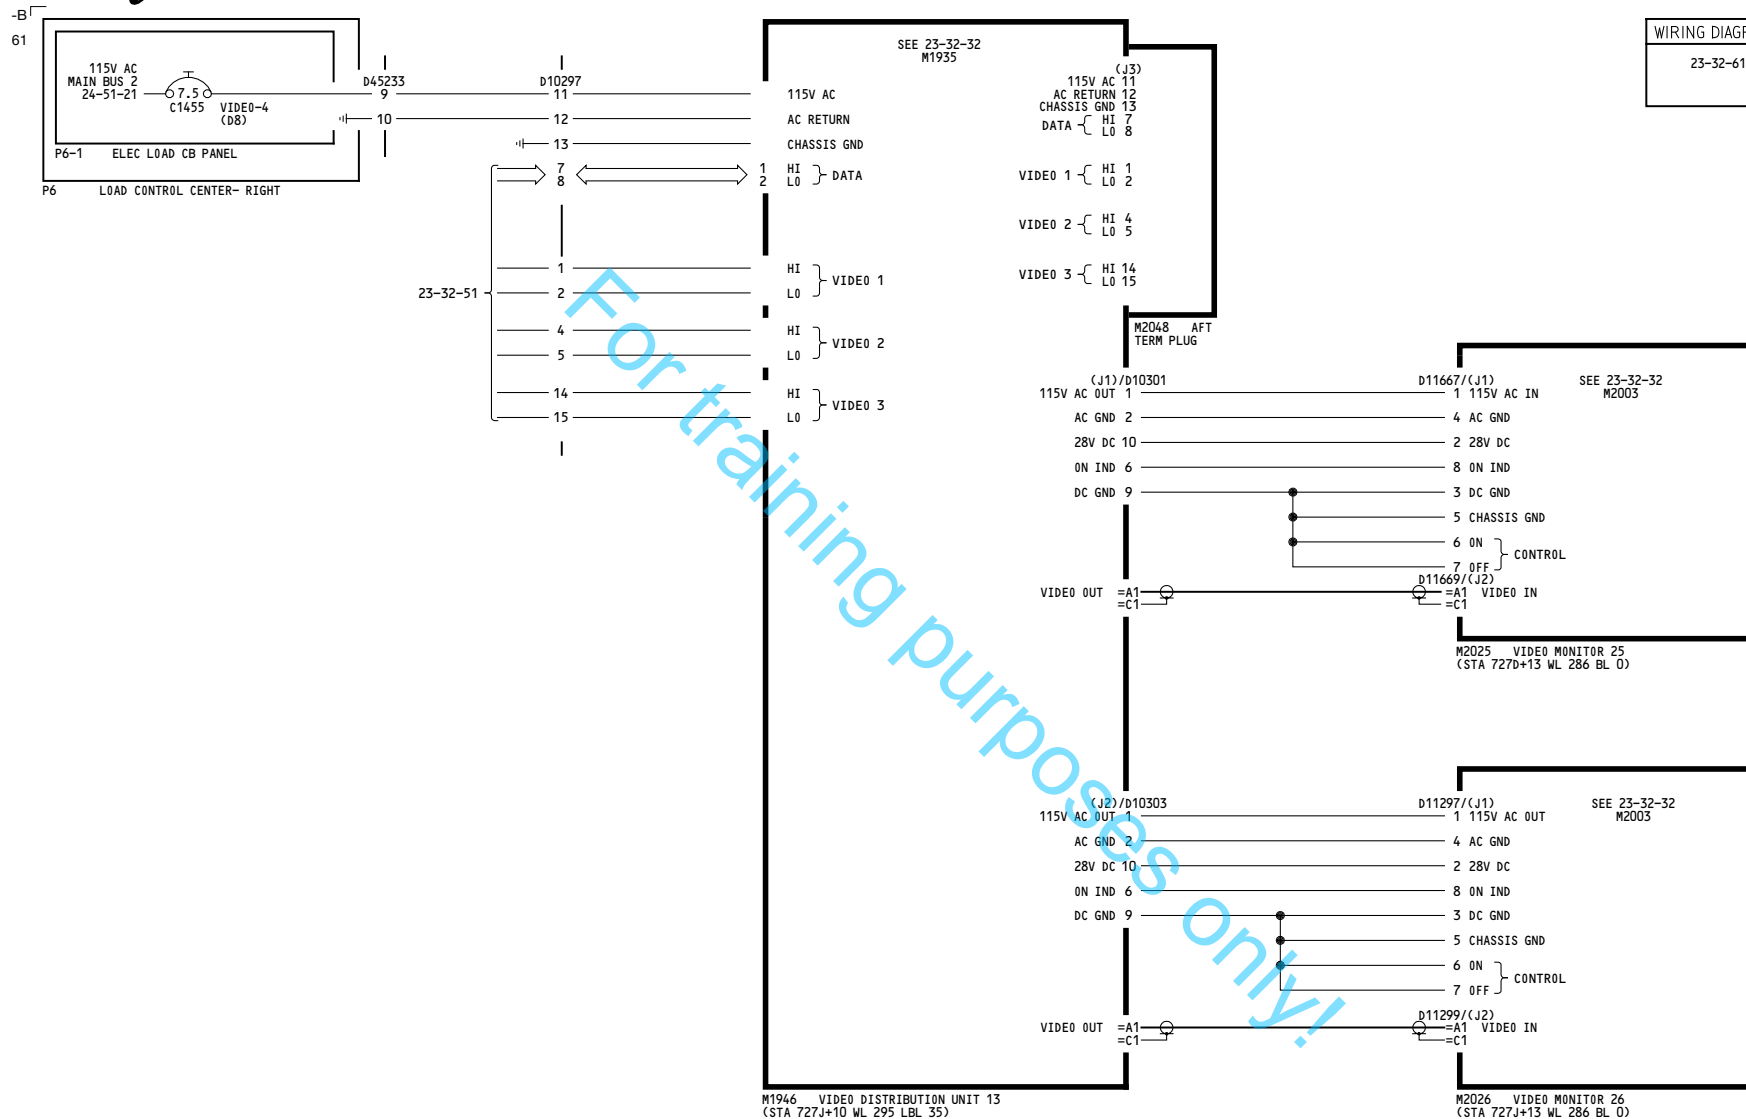 -B
61
115V AC
MAIN BUS 2
24-51-21
7.5
C1455
VIDEO-4
(D8)
P6-1 ELEC LOAD CB PANEL
P6 LOAD CONTROL CENTER- RIGHT
D45233
9
10
D10297
11
12
13
7
8
1
2
4
5
14
15
23-32-51
SEE 23-32-32
M1935
115V AC
AC RETURN
CHASSIS GND
1 HI
2 LO
DATA
HI
LO
VIDEO 1
HI
LO
VIDEO 2
HI
LO
VIDEO 3
(J3)
115V AC 11
AC RETURN 12
CHASSIS GND 13
DATA HI 7
LO 8
VIDEO 1 HI 1
LO 2
VIDEO 2 HI 4
LO 5
VIDEO 3 HI 14
LO 15
M2048 AFT
TERM PLUG
(J1)/D10301
115V AC OUT 1
AC GND 2
28V DC 10
ON IND 6
DC GND 9
VIDEO OUT =A1
=C1
D11667/(J1)
1 115V AC IN
4 AC GND
2 28V DC
8 ON IND
3 DC GND
5 CHASSIS GND
6 ON
7 OFF
CONTROL
D11669/(J2)
=A1 VIDEO IN
=C1
SEE 23-32-32
M2003
M2025 VIDEO MONITOR 25
(STA 727D+13 WL 286 BL 0)
(J2)/D10303
115V AC OUT 1
AC GND 2
28V DC 10
ON IND 6
DC GND 9
VIDEO OUT =A1
=C1
D11297/(J1)
1 115V AC OUT
4 AC GND
2 28V DC
8 ON IND
3 DC GND
5 CHASSIS GND
6 ON
7 OFF
CONTROL
D11299/(J2)
=A1 VIDEO IN
=C1
SEE 23-32-32
M2003
M2026 VIDEO MONITOR 26
(STA 727J+13 WL 286 BL 0)
M1946 VIDEO DISTRIBUTION UNIT 13
(STA 727J+10 WL 295 LBL 35)
WIRING DIAGR
23-32-61
For training purposes only!